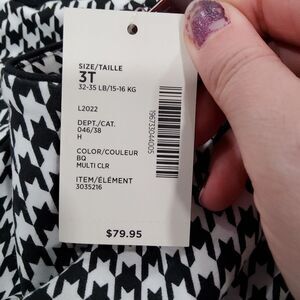 SIZE/TAILLE
3T
32-35 LB/15-16 KG
L2022
DEPT./CAT.
046/38
H
COLOR/COULEUR
BQ
MULTI CLR
ITEM/ÉLÉMENT
3035216
196733044005
$79.95